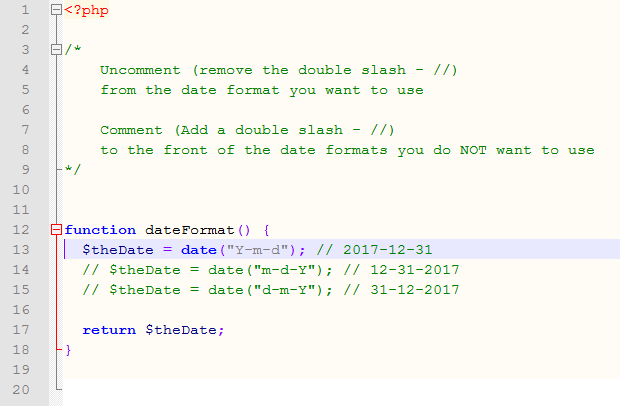 1 <?php
2
3 /*
4 Uncomment (remove the double slash - //)
5 from the date format you want to use
6
7 Comment (Add a double slash - //)
8 to the front of the date formats you do NOT want to use
9 */
10
11
12 function dateFormat() {
13 $theDate = date("Y-m-d"); // 2017-12-31
14 // $theDate = date("m-d-Y"); // 12-31-2017
15 // $theDate = date("d-m-Y"); // 31-12-2017
16
17 return $theDate;
18 }
19
20